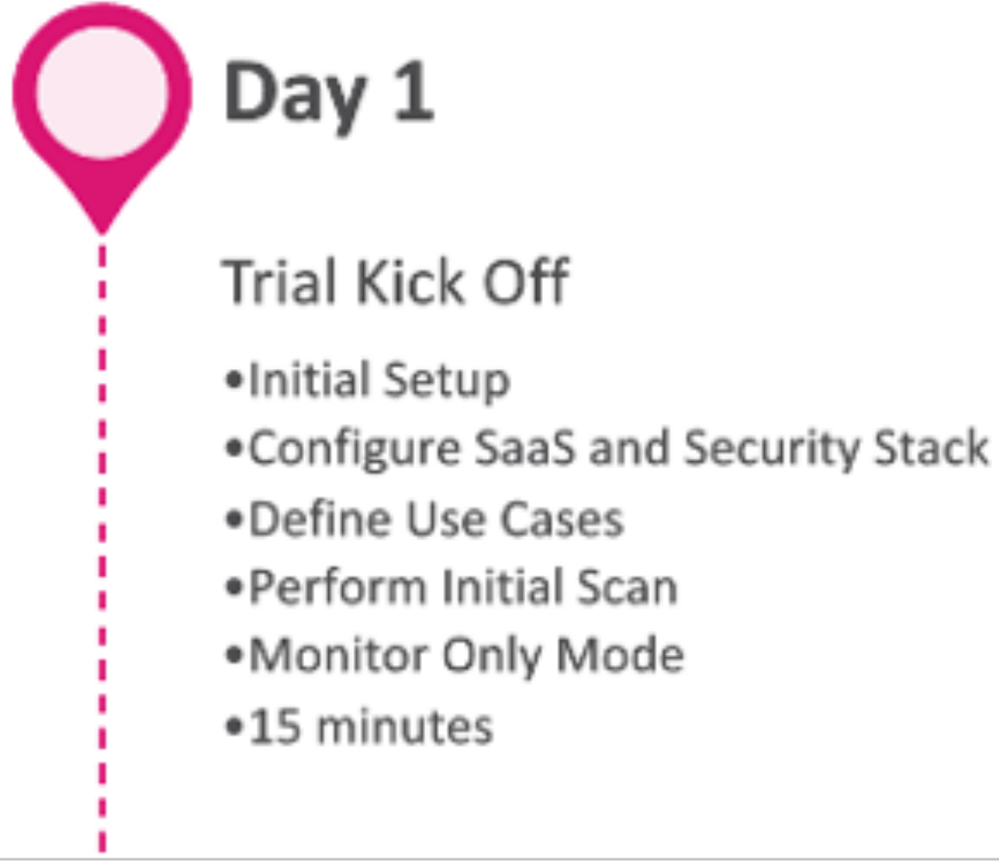 Day 1
Trial Kick Off
•Initial Setup
•Configure SaaS and Security Stack
•Define Use Cases
•Perform Initial Scan
•Monitor Only Mode
•15 minutes